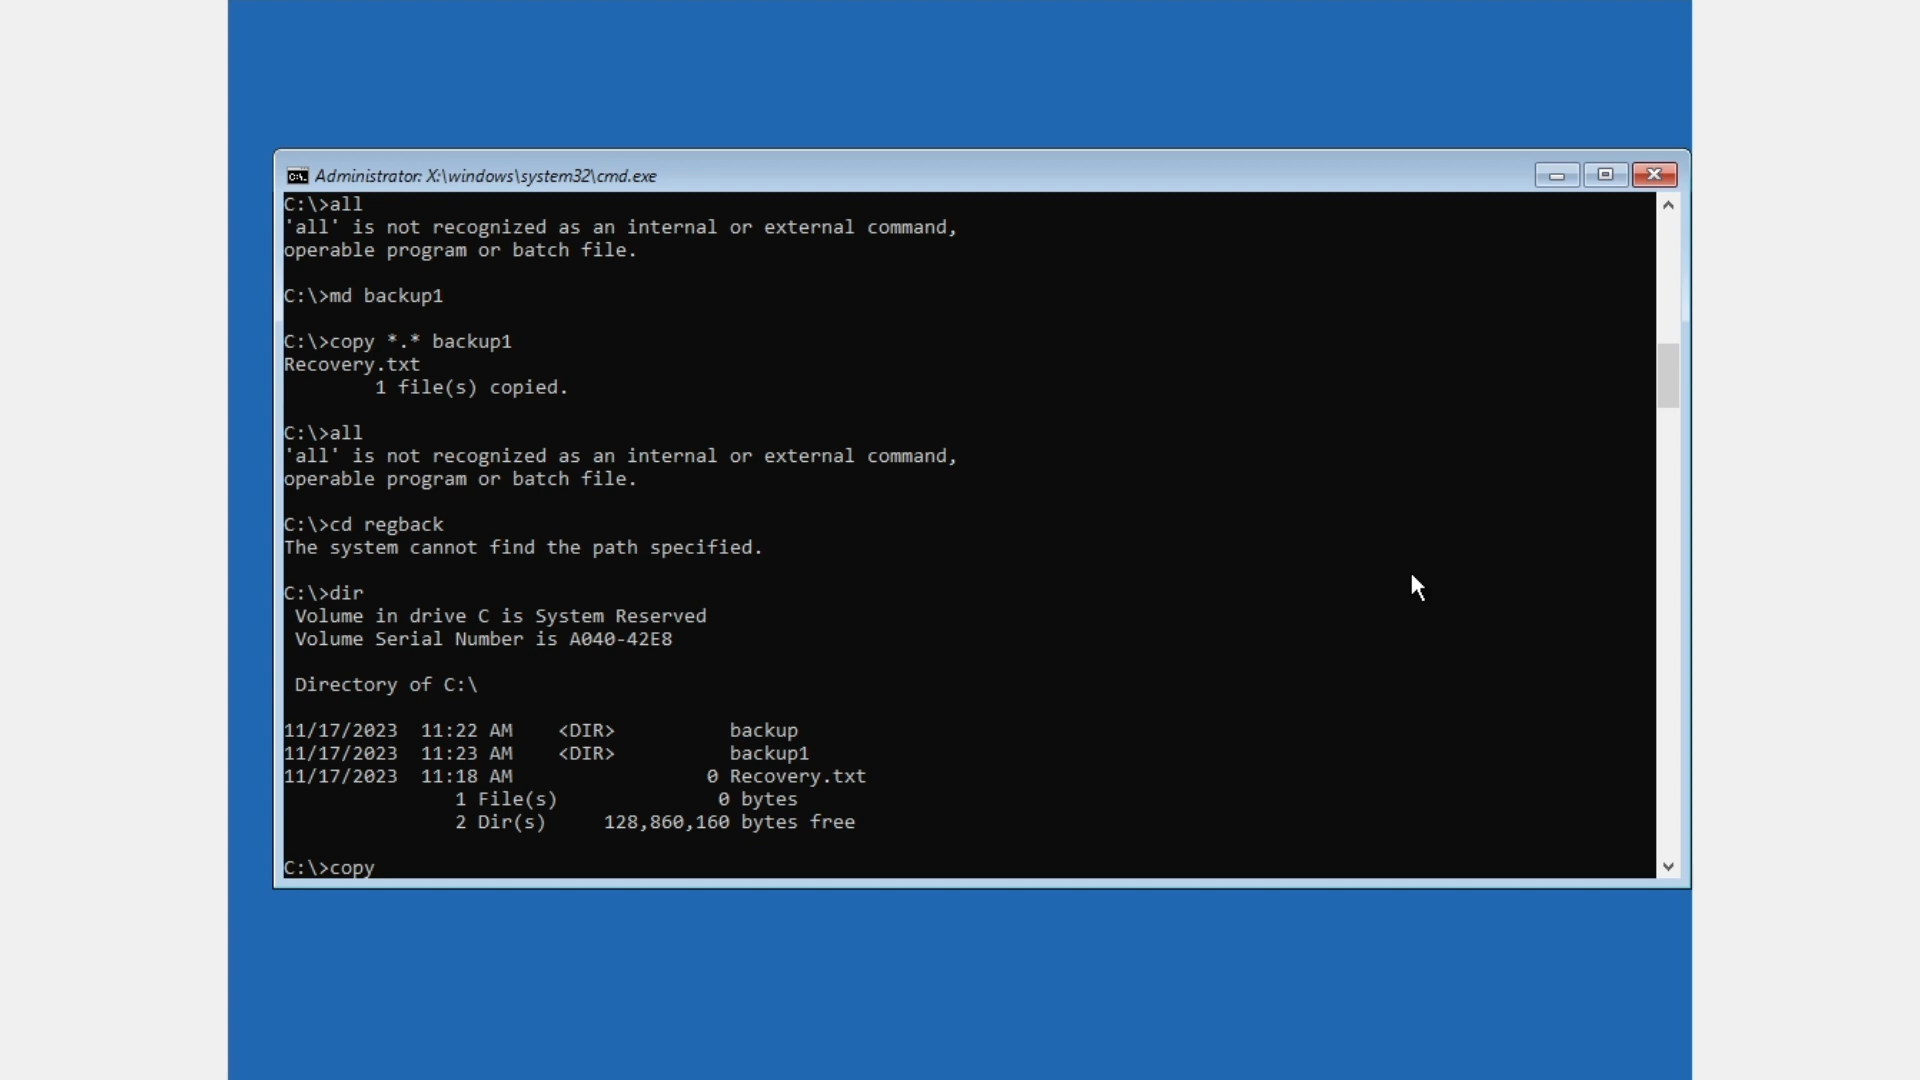 Administrator: X:\windows\system32\cmd.exe
C:\>all
'all' is not recognized as an internal or external command,
operable program or batch file.
C:\>md backup1
C:\>copy *.* backup1
Recovery.txt
        1 file(s) copied.
C:\>all
'all' is not recognized as an internal or external command,
operable program or batch file.
C:\>cd regback
The system cannot find the path specified.
C:\>dir
 Volume in drive C is System Reserved
 Volume Serial Number is A040-42E8
 Directory of C:\
11/17/2023  11:22 AM    <DIR>          backup
11/17/2023  11:23 AM    <DIR>          backup1
11/17/2023  11:18 AM                 0 Recovery.txt
               1 File(s)              0 bytes
               2 Dir(s)     128,860,160 bytes free
C:\>copy